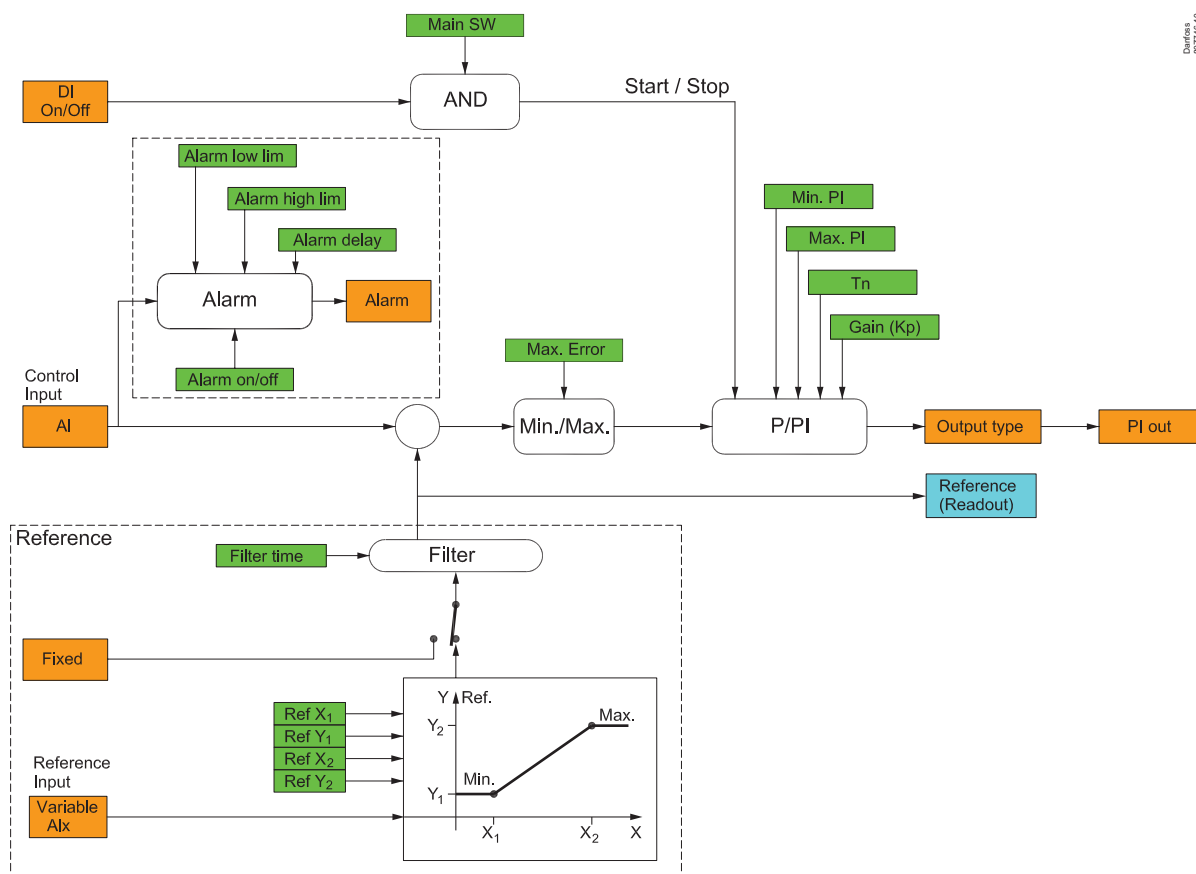 Danfoss
Main SW
DI
On/Off
AND
Start / Stop
Alarm low lim
Alarm high lim
Alarm delay
Alarm
Alarm
Alarm on/off
Min. PI
Max. PI
Tn
Gain (Kp)
Max. Error
Control
Input
AI
Min./Max.
P/PI
Output type
PI out
Reference
(Readout)
Reference
Filter time
Filter
Fixed
Ref X₁
Ref Y₁
Ref X₂
Ref Y₂
Y Ref.
Y₂
Max.
Min.
Y₁
X₁
X₂
X
Reference
Input
Variable
AIx